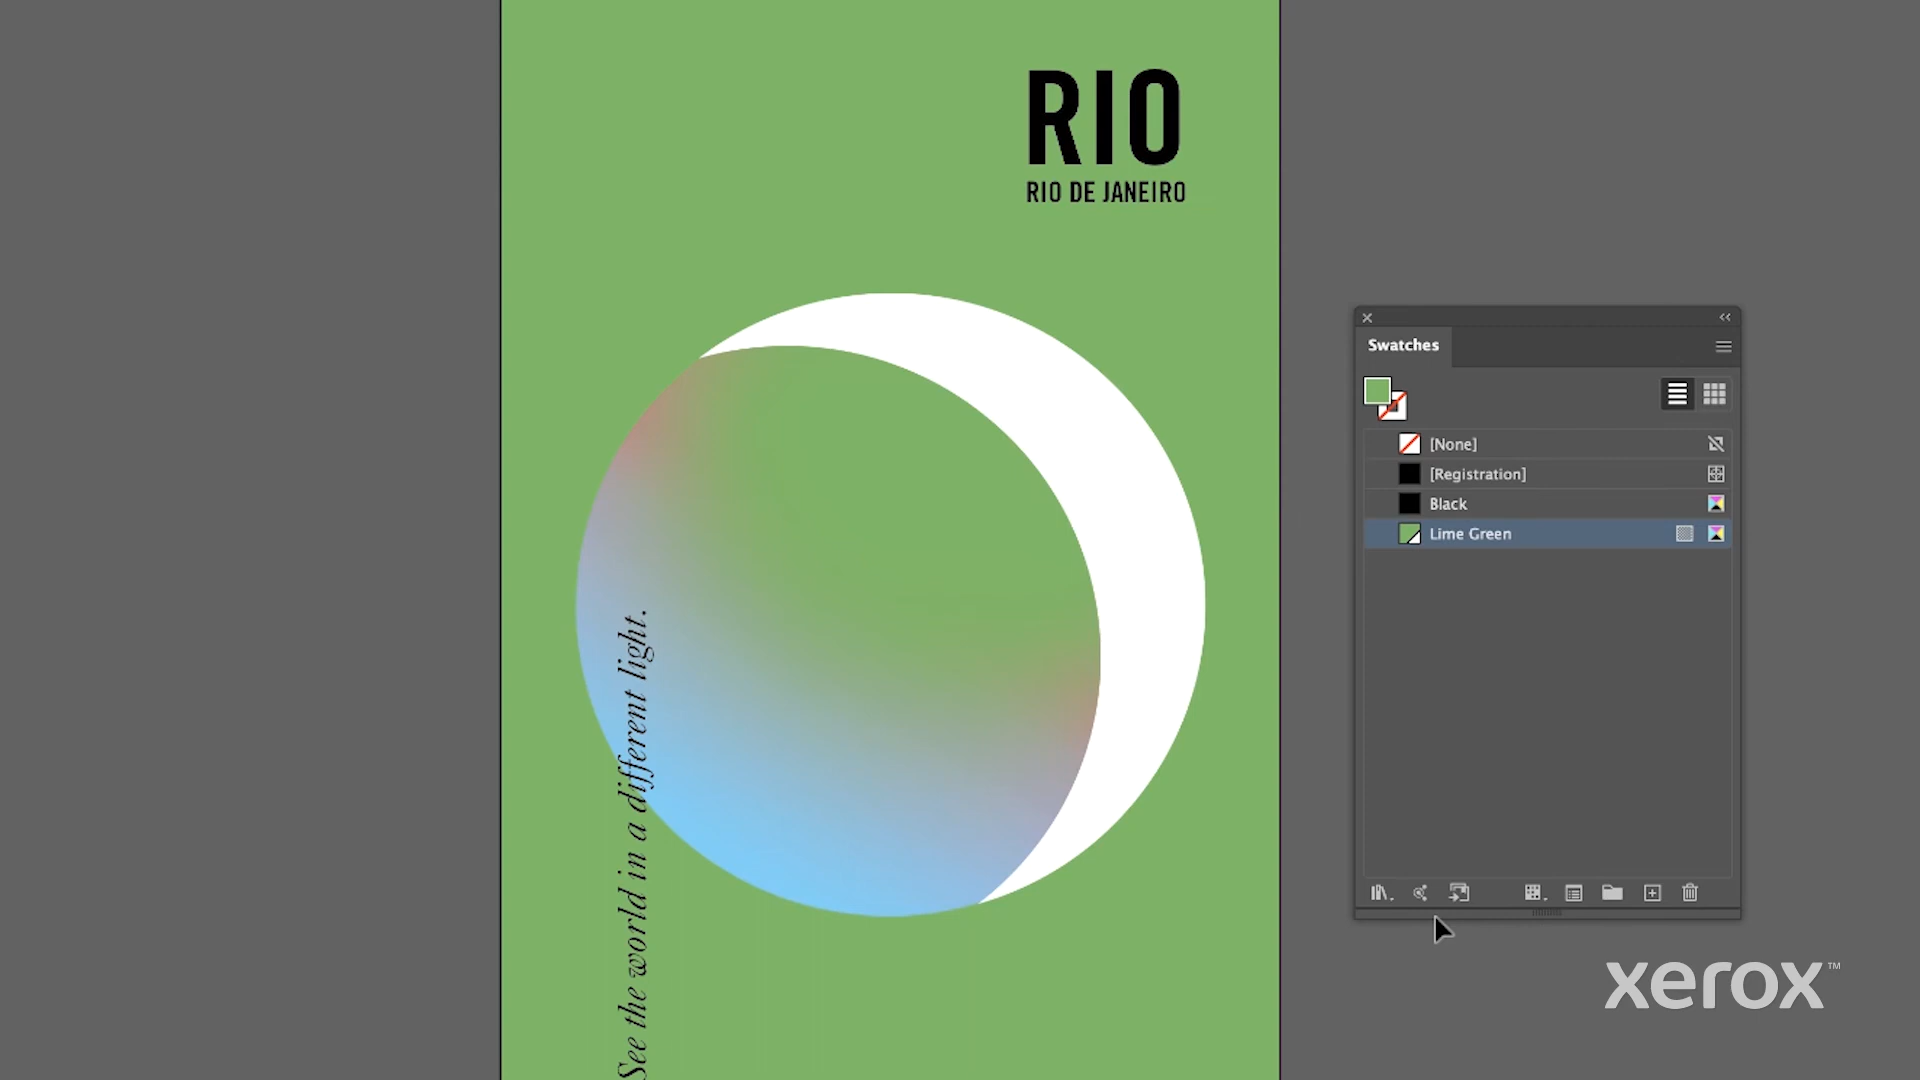 RIO
RIO DE JANEIRO
See the world in a different light.
Swatches
[None]
[Registration]
Black
Lime Green
xerox™